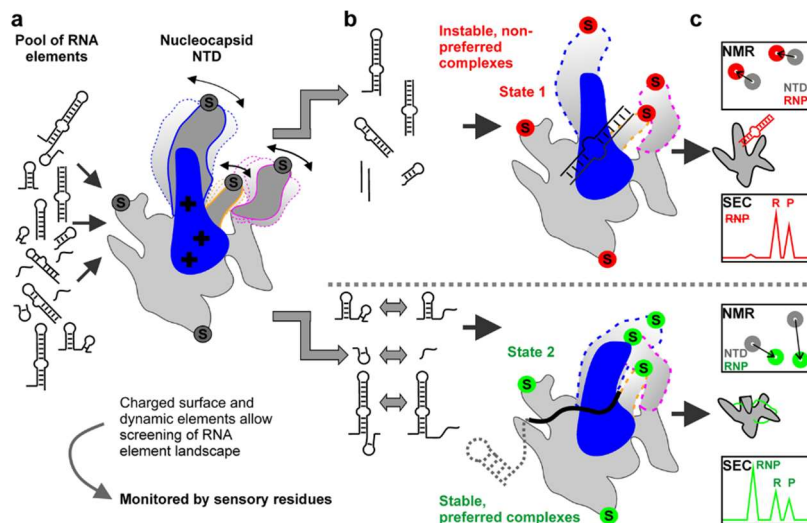 a
Pool of RNA
elements
Nucleocapsid
NTD
S
S
S
S
S
Charged surface and
dynamic elements allow
screening of RNA
element landscape
Monitored by sensory residues
b
Instable, non-
preferred
complexes
State 1
S
S
S
S
S
State 2
S
S
S
S
S
Stable,
preferred complexes
c
NMR
NTD
RNP
SEC
RNP
R P
NMR
NTD
RNP
SEC
RNP
R P